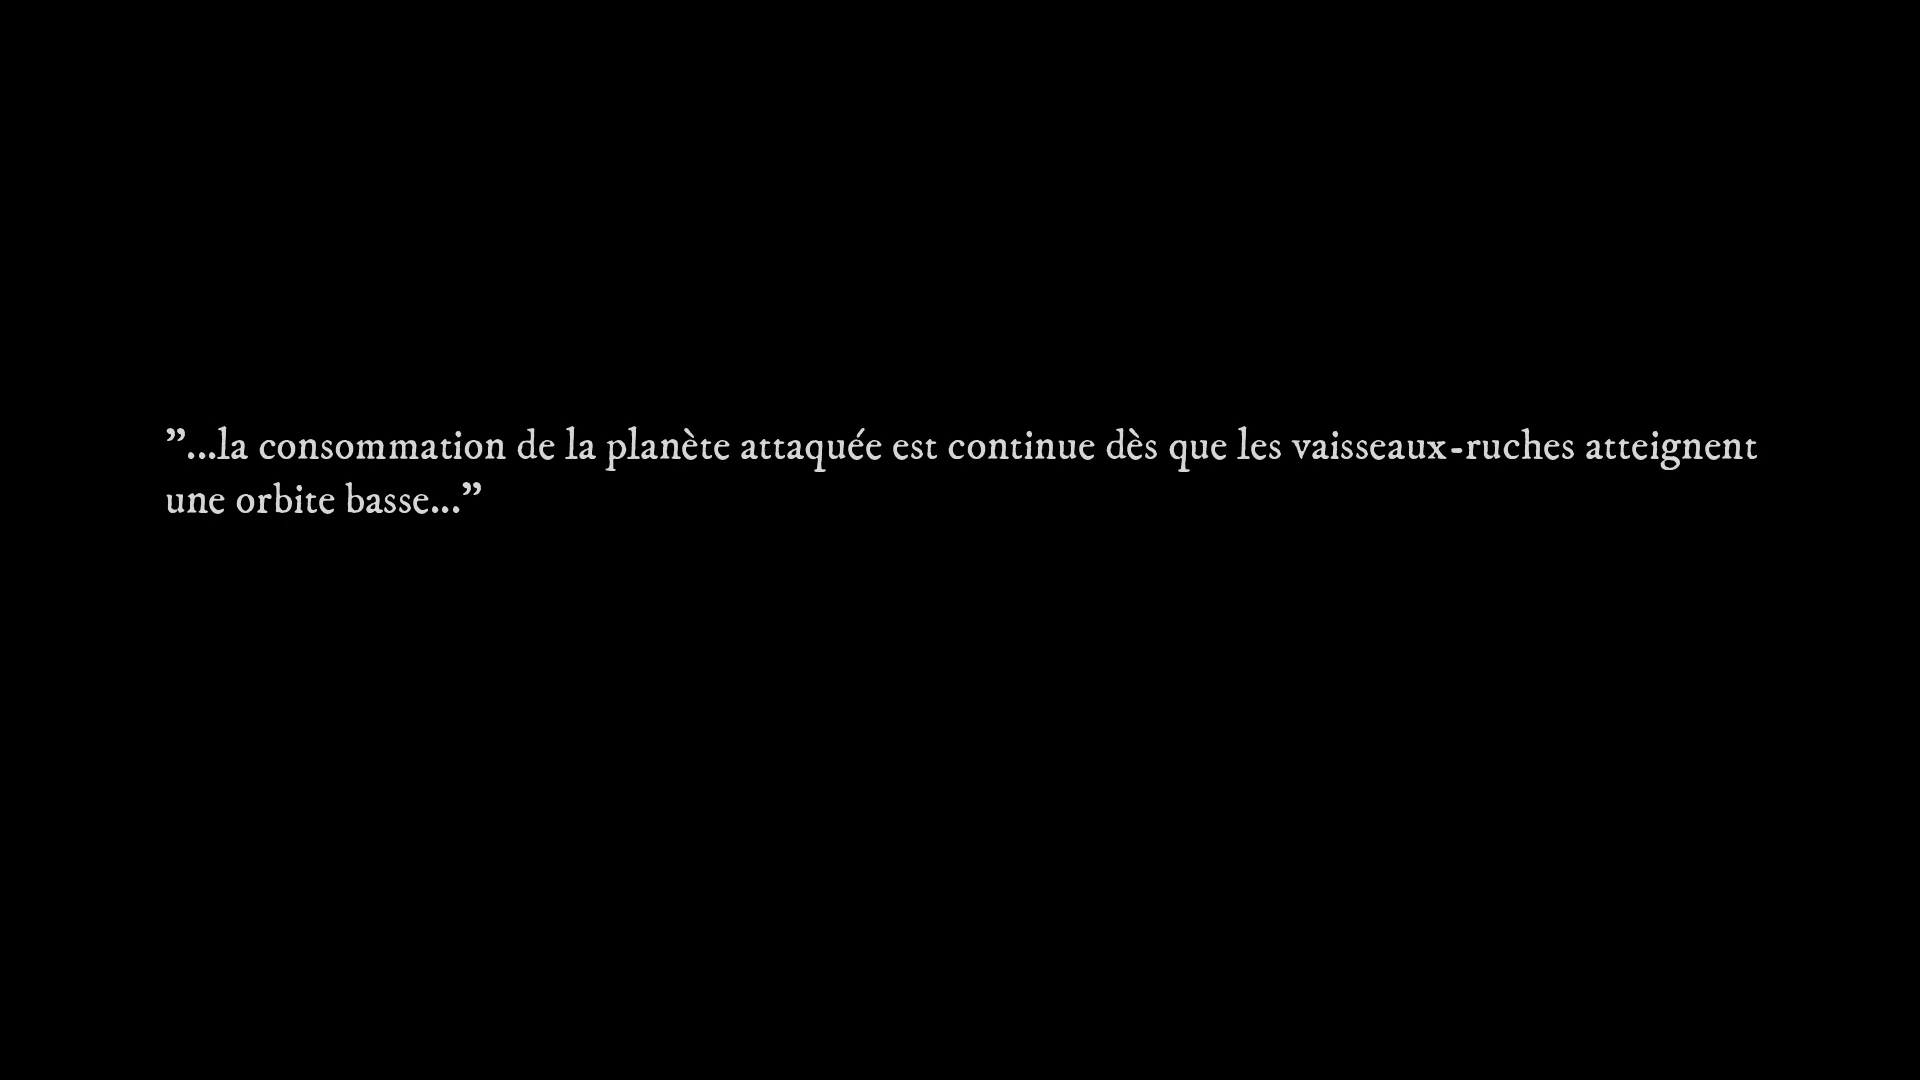 ”...la consommation de la planète attaquée est continue dès que les vaisseaux-ruches atteignent
une orbite basse...”